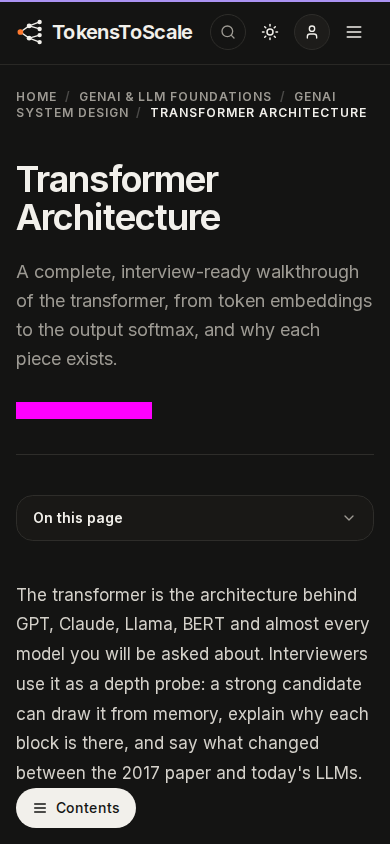 TokensToScale
HOME / GENAI & LLM FOUNDATIONS / GENAI
SYSTEM DESIGN / TRANSFORMER ARCHITECTURE
Transformer
Architecture
A complete, interview-ready walkthrough
of the transformer, from token embeddings
to the output softmax, and why each
piece exists.
On this page
The transformer is the architecture behind
GPT, Claude, Llama, BERT and almost every
model you will be asked about. Interviewers
use it as a depth probe: a strong candidate
can draw it from memory, explain why each
block is there, and say what changed
between the 2017 paper and today's LLMs.
Contents